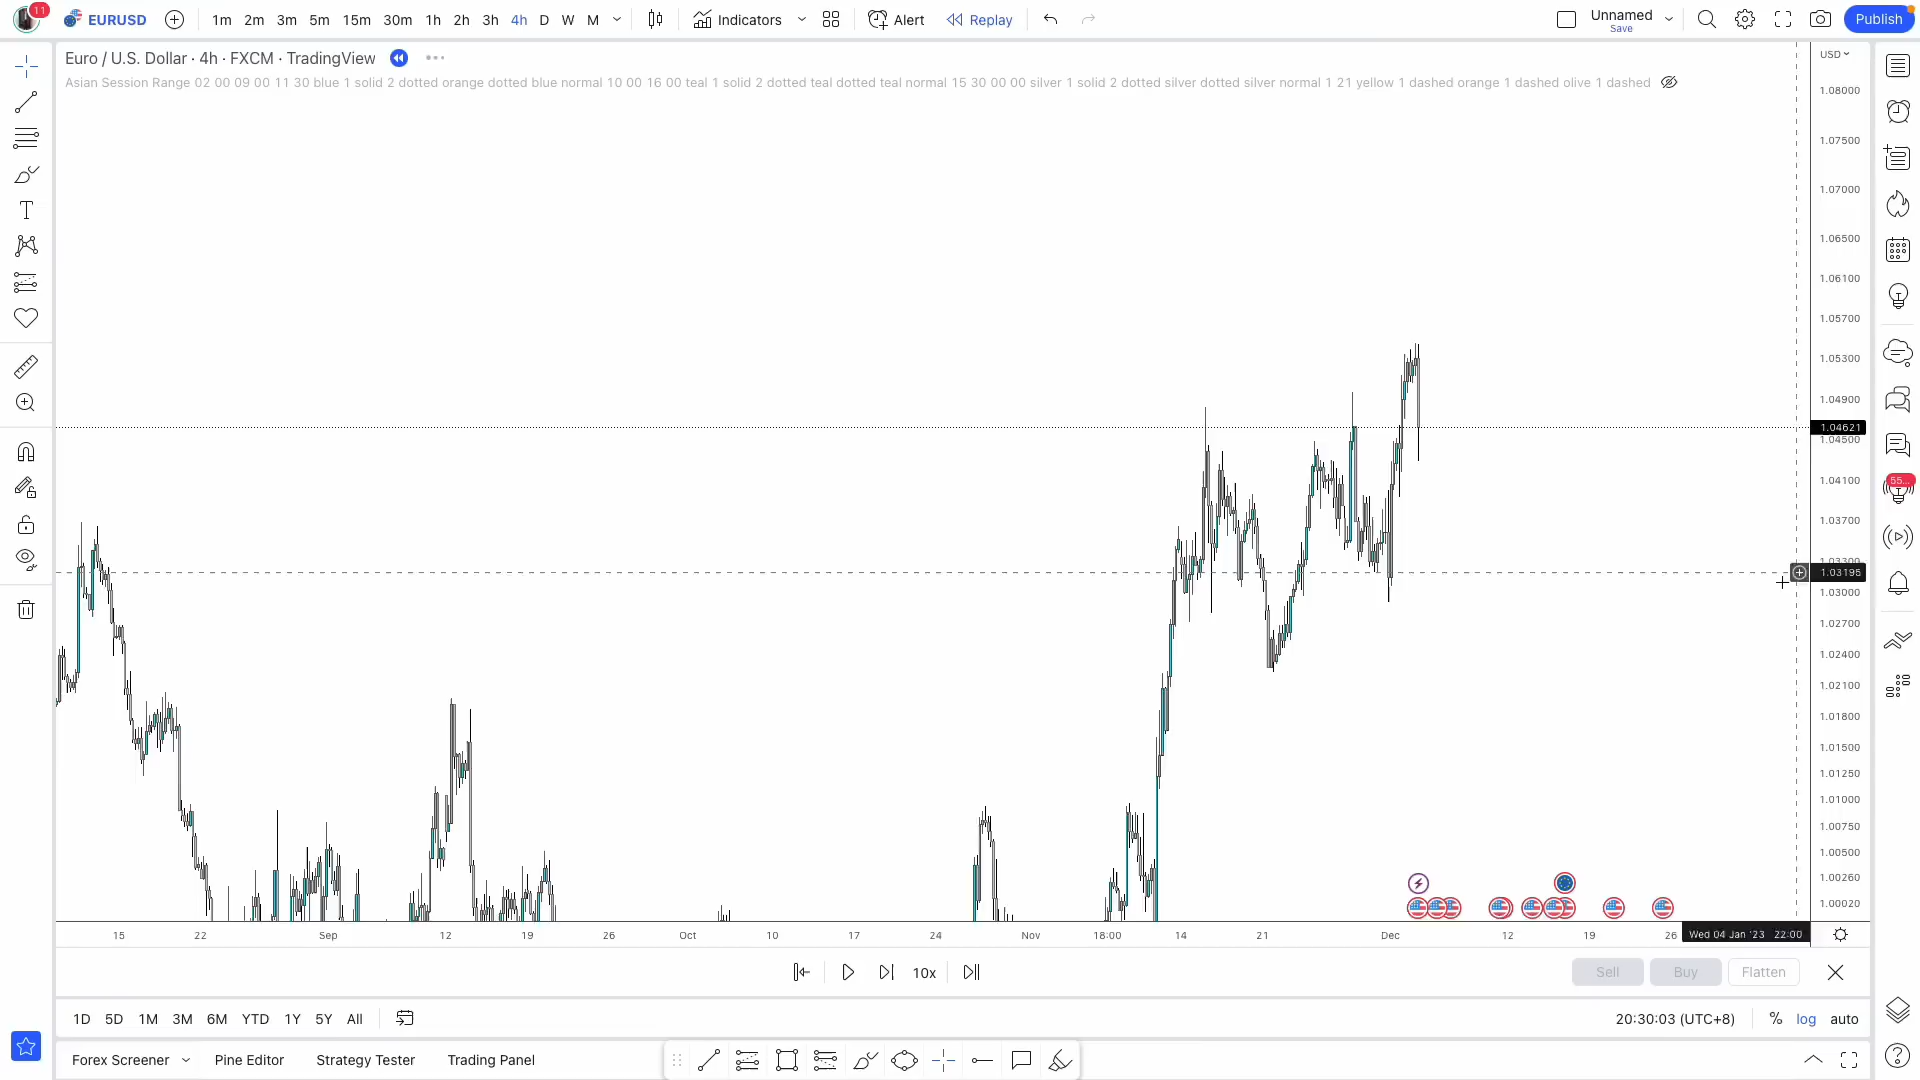 11
EURUSD
1m 2m 3m 5m 15m 30m 1h 2h 3h 4h D W M
Indicators
Alert
Replay
Unnamed
Save
Publish
Euro / U.S. Dollar · 4h · FXCM · TradingView
USD
Asian Session Range 02 00 09 00 11 30 blue 1 solid 2 dotted orange dotted blue normal 10 00 16 00 teal 1 solid 2 dotted teal dotted teal normal 15 30 00 00 silver 1 solid 2 dotted silver dotted silver normal 1 21 yellow 1 dashed orange 1 dashed olive 1 dashed
1.08000
1.07500
1.07000
1.06500
1.06100
1.05700
1.05300
1.04900
1.04621
1.04500
1.04100
55...
1.03700
1.03300
1.03195
1.03000
1.02700
1.02400
1.02100
1.01800
1.01500
1.01250
1.01000
1.00750
1.00500
1.00260
1.00020
15 22 Sep 12 19 26 Oct 10 17 24 Nov 18:00 14 21 Dec 12 19 26 Wed 04 Jan '23 22:00
10x
Sell Buy Flatten
1D 5D 1M 3M 6M YTD 1Y 5Y All
20:30:03 (UTC+8) % log auto
Forex Screener Pine Editor Strategy Tester Trading Panel